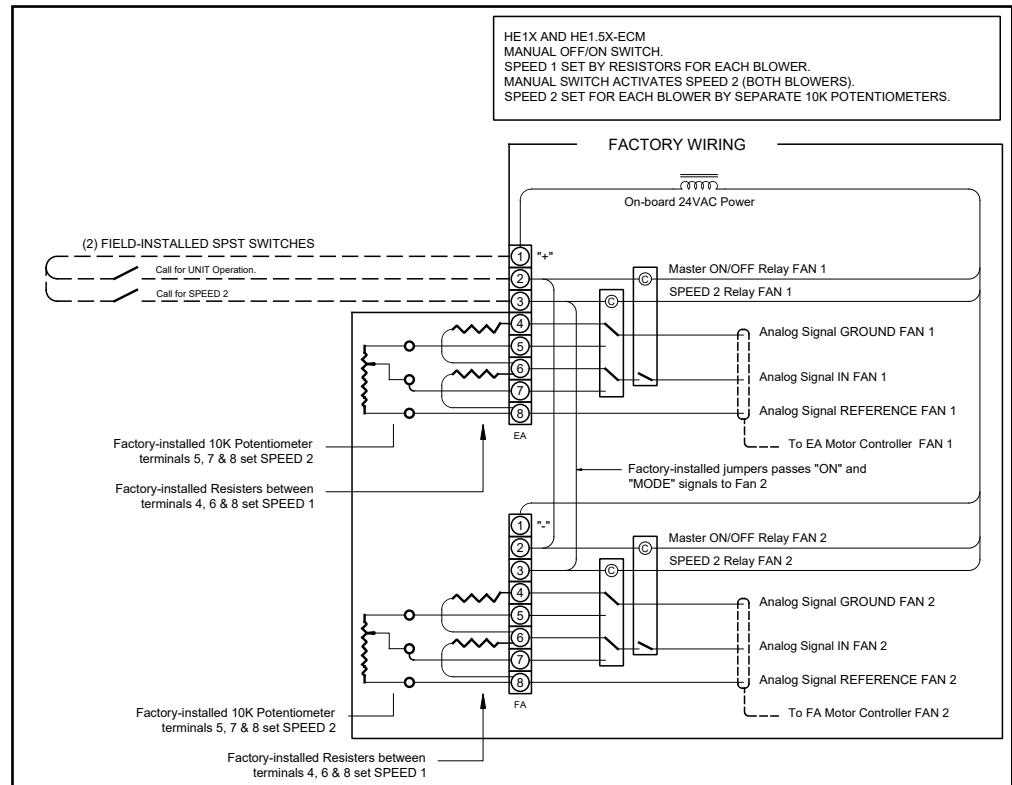 HE1X AND HE1.5X-ECM
MANUAL OFF/ON SWITCH.
SPEED 1 SET BY RESISTORS FOR EACH BLOWER.
MANUAL SWITCH ACTIVATES SPEED 2 (BOTH BLOWERS).
SPEED 2 SET FOR EACH BLOWER BY SEPARATE 10K POTENTIOMETERS.
FACTORY WIRING
On-board 24VAC Power
(2) FIELD-INSTALLED SPST SWITCHES
Call for UNIT Operation.
Call for SPEED 2
1 "+"
2
3
4
5
6
7
8
EA
C
C
Master ON/OFF Relay FAN 1
SPEED 2 Relay FAN 1
Analog Signal GROUND FAN 1
Analog Signal IN FAN 1
Analog Signal REFERENCE FAN 1
To EA Motor Controller FAN 1
Factory-installed 10K Potentiometer
terminals 5, 7 & 8 set SPEED 2
Factory-installed Resisters between
terminals 4, 6 & 8 set SPEED 1
Factory-installed jumpers passes "ON" and
"MODE" signals to Fan 2
1 "-"
2
3
4
5
6
7
8
FA
C
C
Master ON/OFF Relay FAN 2
SPEED 2 Relay FAN 2
Analog Signal GROUND FAN 2
Analog Signal IN FAN 2
Analog Signal REFERENCE FAN 2
To FA Motor Controller FAN 2
Factory-installed 10K Potentiometer
terminals 5, 7 & 8 set SPEED 2
Factory-installed Resisters between
terminals 4, 6 & 8 set SPEED 1